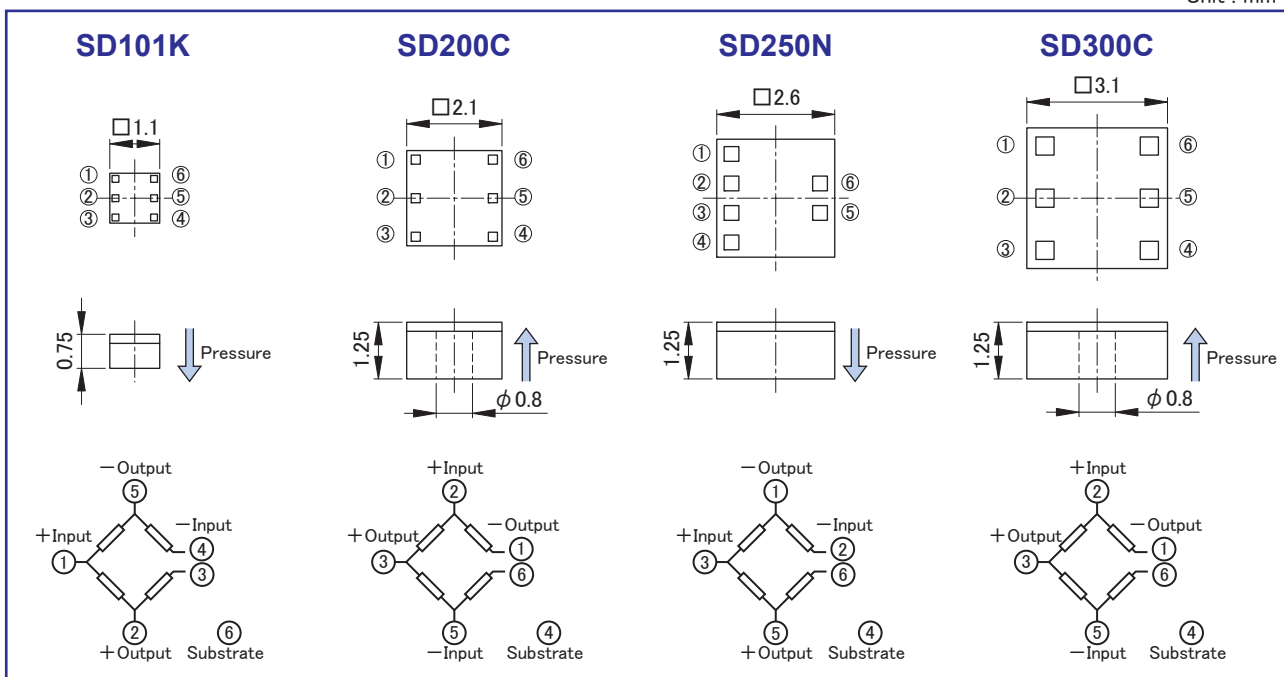 Unit : mm
SD101K
SD200C
SD250N
SD300C
□1.1
① ⑥
② ⑤
③ ④
□2.1
① ⑥
② ⑤
③ ④
□2.6
①
② ⑥
③ ⑤
④
□3.1
① ⑥
② ⑤
③ ④
0.75
Pressure
1.25
Pressure
φ0.8
1.25
Pressure
1.25
Pressure
φ0.8
−Output
⑤
+Input
−Input
① ④
③
② ⑥
+Output Substrate
+Input
②
+Output
−Output
③ ①
⑥
⑤ ④
−Input Substrate
−Output
①
+Input
−Input
③ ②
⑥
⑤ ④
+Output Substrate
+Input
②
+Output
−Output
③ ①
⑥
⑤ ④
−Input Substrate